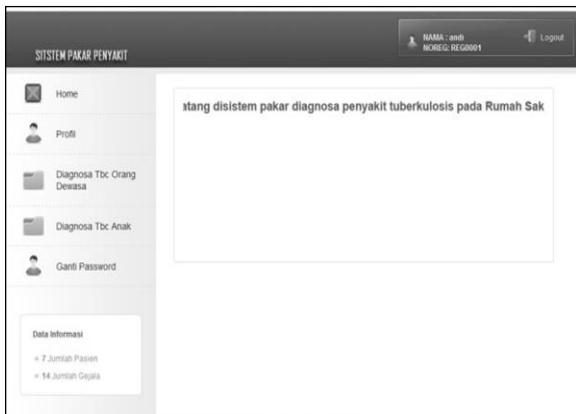 SITSTEM PAKAR PENYAKIT
NAMA : andi
NOREG: REG0001
Logout
Home
Profil
Diagnosa Tbc Orang
Dewasa
Diagnosa Tbc Anak
Ganti Password
Data Informasi
7 Jumlah Pasien
14 Jumlah Gejala
atang disistem pakar diagnosa penyakit tuberkulosis pada Rumah Sak